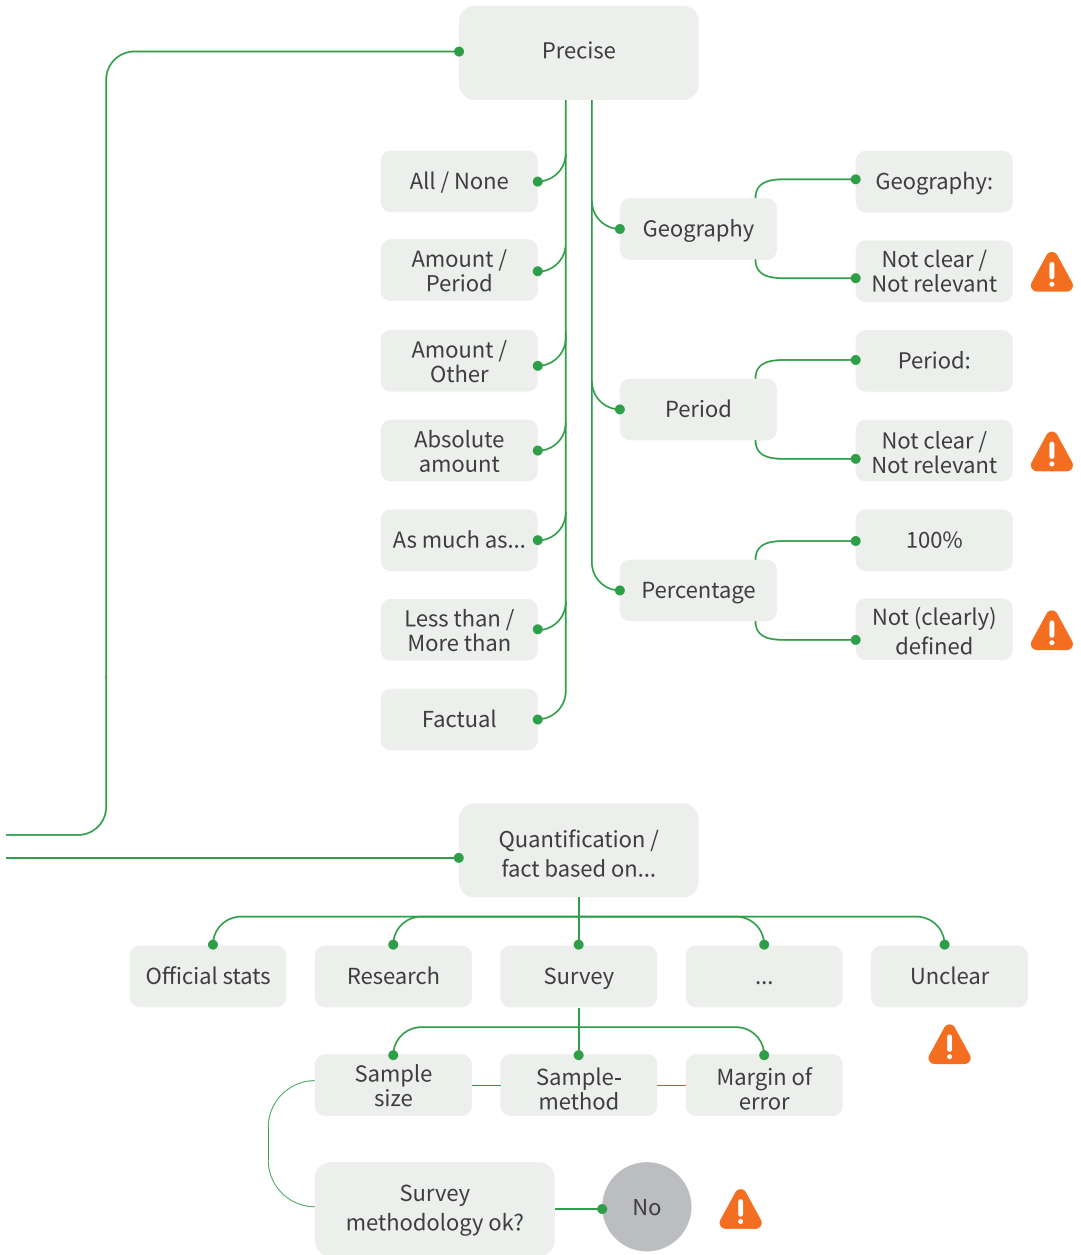 Precise
All / None
Amount /
Period
Amount /
Other
Absolute
amount
As much as...
Less than /
More than
Factual
Geography
Geography:
Not clear /
Not relevant
Period
Period:
Not clear /
Not relevant
Percentage
100%
Not (clearly)
defined
Quantification /
fact based on...
Official stats
Research
Survey
...
Unclear
Sample
size
Sample-
method
Margin of
error
Survey
methodology ok?
No